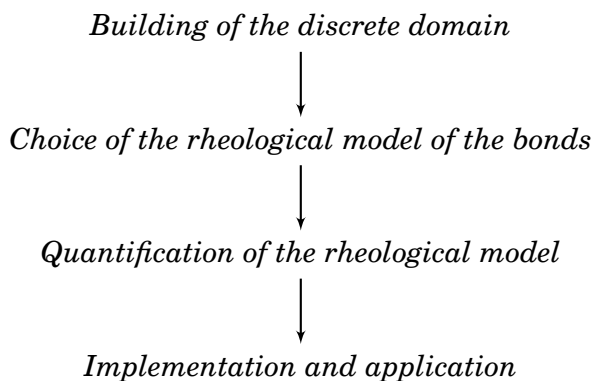 Building of the discrete domain
Choice of the rheological model of the bonds
Quantification of the rheological model
Implementation and application